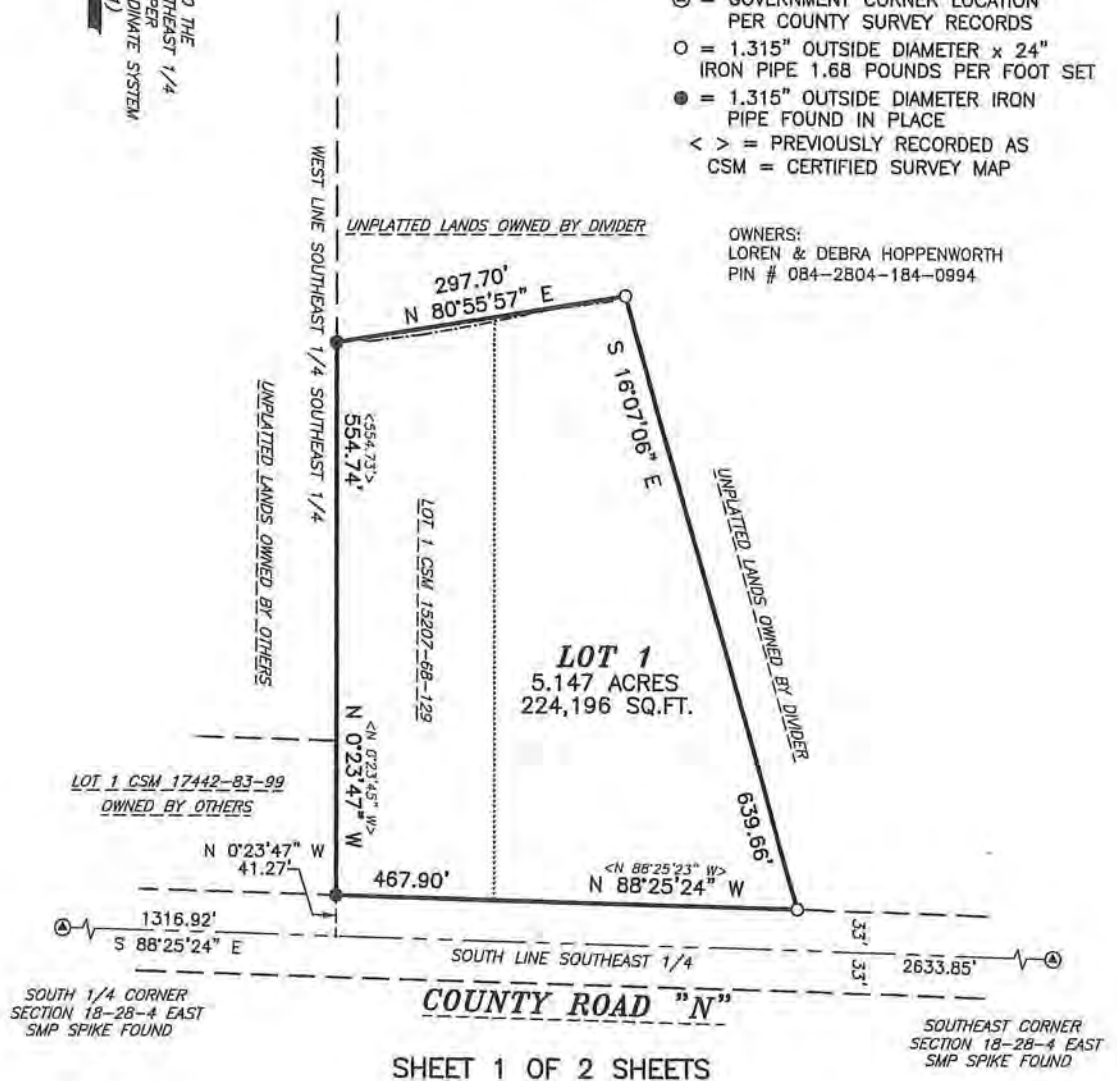 O THE
THEAST 1/4
PER
DINATE SYSTEM
= GOVERNMENT CORNER LOCATION
PER COUNTY SURVEY RECORDS
O = 1.315" OUTSIDE DIAMETER x 24"
IRON PIPE 1.68 POUNDS PER FOOT SET
● = 1.315" OUTSIDE DIAMETER IRON
PIPE FOUND IN PLACE
< > = PREVIOUSLY RECORDED AS
CSM = CERTIFIED SURVEY MAP
OWNERS:
LOREN & DEBRA HOPPENWORTH
PIN # 084-2804-184-0994
UNPLATTED LANDS OWNED BY DIVIDER
297.70'
N 80°55'57" E
WEST LINE SOUTHEAST 1/4 SOUTHEAST 1/4
UNPLATTED LANDS OWNED BY OTHERS
<554.73'>
554.74'
LOT 1 CSM 15207-68-129
S 16°07'06" E
UNPLATTED LANDS OWNED BY DIVIDER
LOT 1
5.147 ACRES
224,196 SQ.FT.
<N 0°23'45" W>
N 0°23'47" W
639.66'
LOT 1 CSM 17442-83-99
OWNED BY OTHERS
N 0°23'47" W
41.27'
467.90'
<N 88°25'23" W>
N 88°25'24" W
1316.92'
S 88°25'24" E
SOUTH LINE SOUTHEAST 1/4
33'
33'
2633.85'
COUNTY ROAD "N"
SOUTH 1/4 CORNER
SECTION 18-28-4 EAST
SMP SPIKE FOUND
SOUTHEAST CORNER
SECTION 18-28-4 EAST
SMP SPIKE FOUND
SHEET 1 OF 2 SHEETS